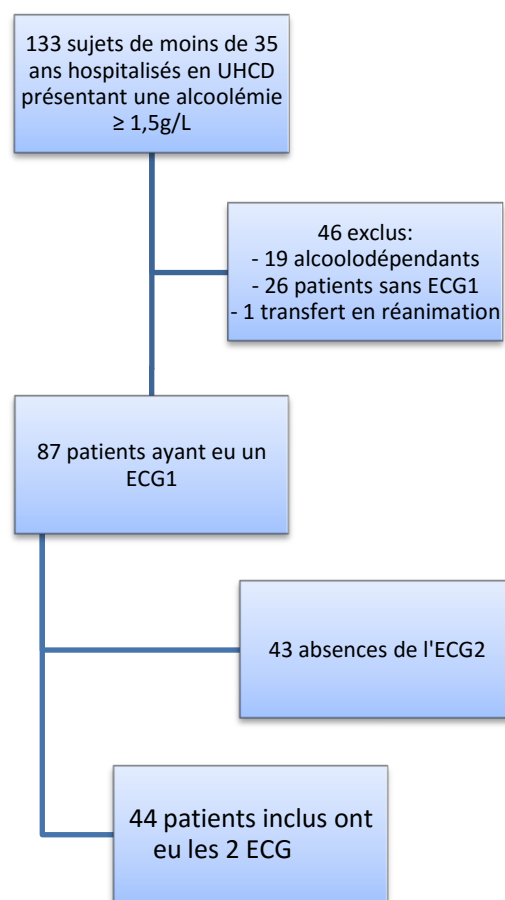 133 sujets de moins de 35
ans hospitalisés en UHCD
présentant une alcoolémie
≥ 1,5g/L
46 exclus:
- 19 alcoolodépendants
- 26 patients sans ECG1
- 1 transfert en réanimation
87 patients ayant eu un
ECG1
43 absences de l'ECG2
44 patients inclus ont
eu les 2 ECG